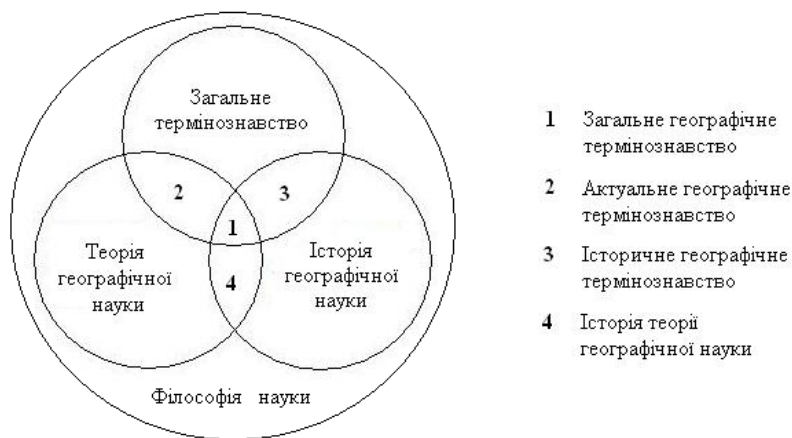 Загальне
термінознавство
2
3
1
Теорія
географічної
науки
Історія
географічної
науки
4
Філософія науки
1 Загальне географічне
термінознавство
2 Актуальне географічне
термінознавство
3 Історичне географічне
термінознавство
4 Історія теорії
географічної науки